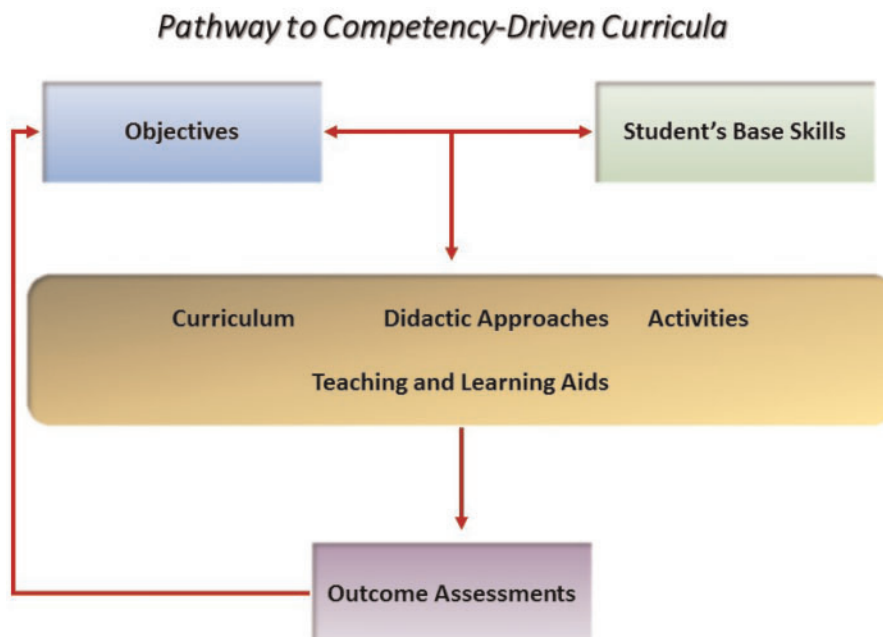 Pathway to Competency-Driven Curricula
Objectives
Student's Base Skills
Curriculum Didactic Approaches Activities
Teaching and Learning Aids
Outcome Assessments